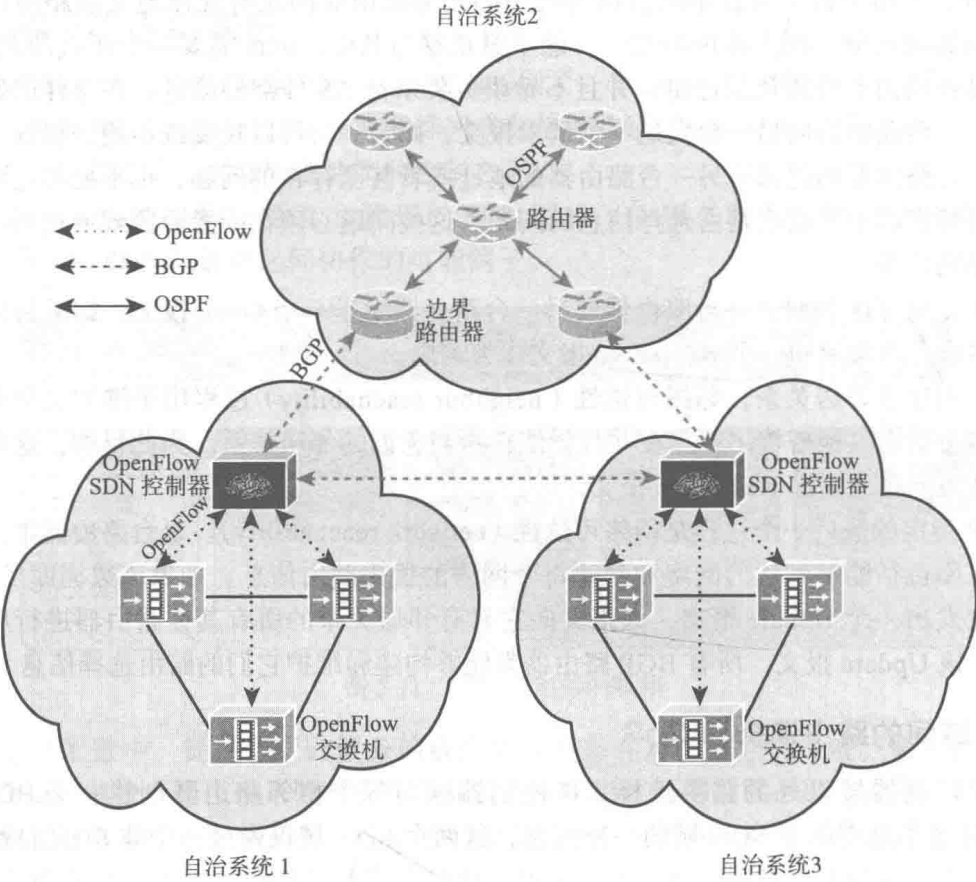 自治系统2
OSPF
路由器
OpenFlow
BGP
OSPF
边界
路由器
BGP
OpenFlow
SDN 控制器
OpenFlow
SDN 控制器
OpenFlow
OpenFlow
交换机
OpenFlow
交换机
自治系统 1
自治系统3